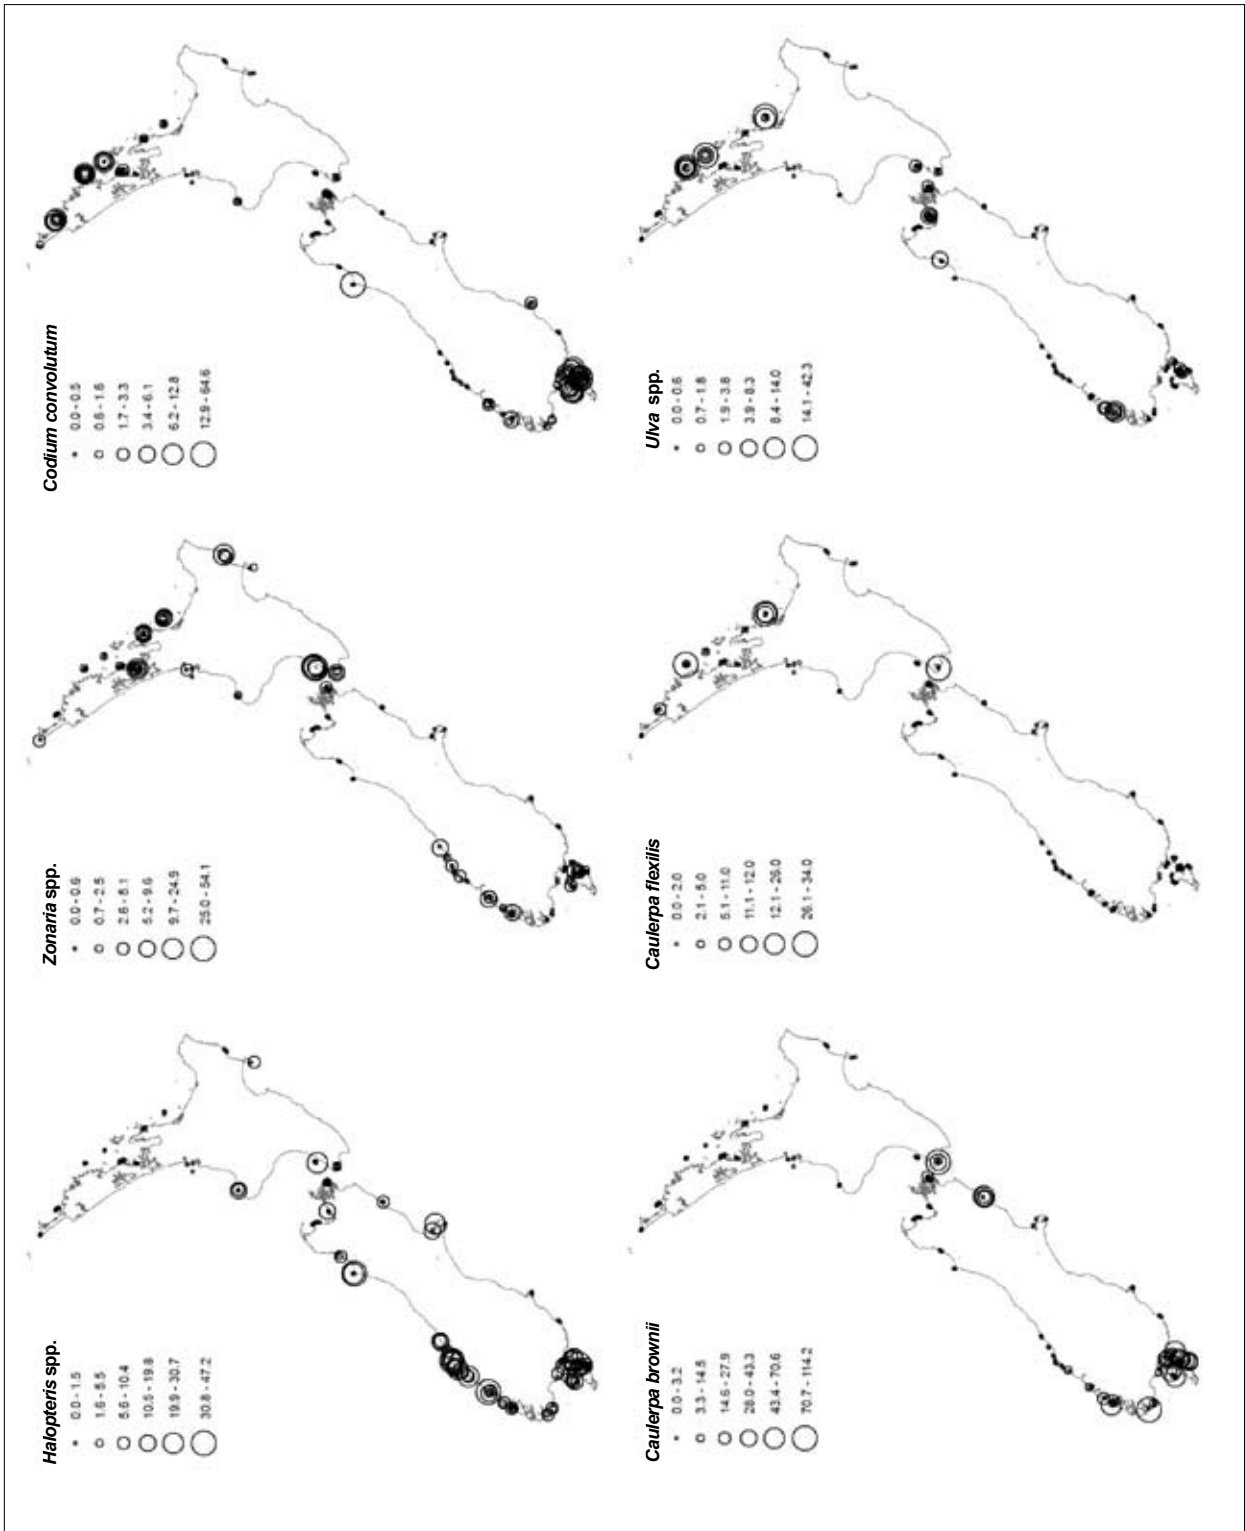 Codium convolutum
0.0 - 0.5
0.6 - 1.6
1.7 - 3.3
3.4 - 6.1
6.2 - 12.8
12.9 - 64.6
Ulva spp.
0.0 - 0.6
0.7 - 1.8
1.9 - 3.8
3.9 - 8.3
8.4 - 14.0
14.1 - 42.3
Zonaria spp.
0.0 - 0.6
0.7 - 2.5
2.6 - 5.1
5.2 - 9.6
9.7 - 24.9
25.0 - 54.1
Caulerpa flexilis
0.0 - 2.0
2.1 - 5.0
5.1 - 11.0
11.1 - 12.0
12.1 - 26.0
26.1 - 34.0
Halopteris spp.
0.0 - 1.5
1.6 - 5.5
5.6 - 10.4
10.5 - 19.8
19.9 - 30.7
30.8 - 47.2
Caulerpa brownii
0.0 - 3.2
3.3 - 14.5
14.6 - 27.9
28.0 - 43.3
43.4 - 70.6
70.7 - 114.2